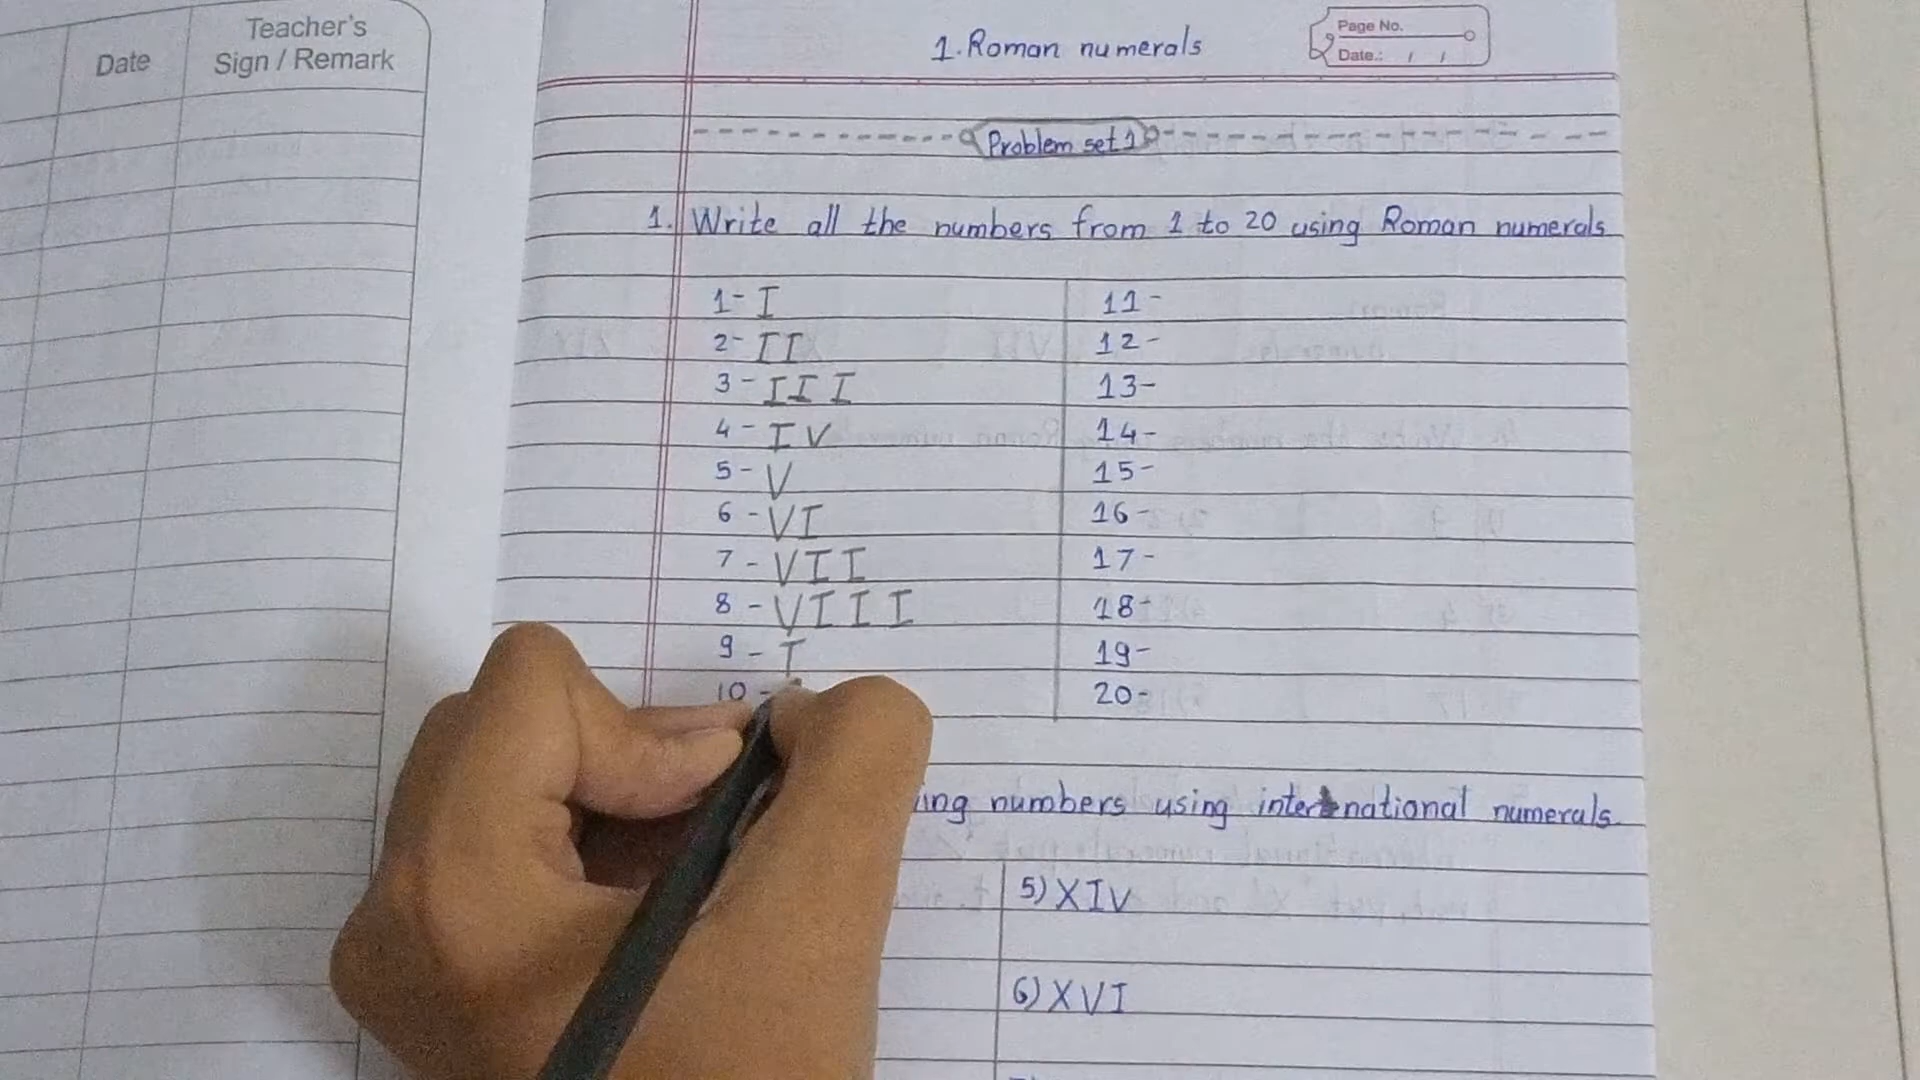 Date
Teacher's
Sign / Remark
1. Roman numerals
Page No.
Date.: / /
Problem set 1
1. Write all the numbers from 1 to 20 using Roman numerals
1- I
2- II
3- III
4- IV
5- V
6- VI
7- VII
8- VIII
9- I
10-
11-
12-
13-
14-
15-
16-
17-
18-
19-
20-
numbers using international numerals.
5) XIV
6) XVI